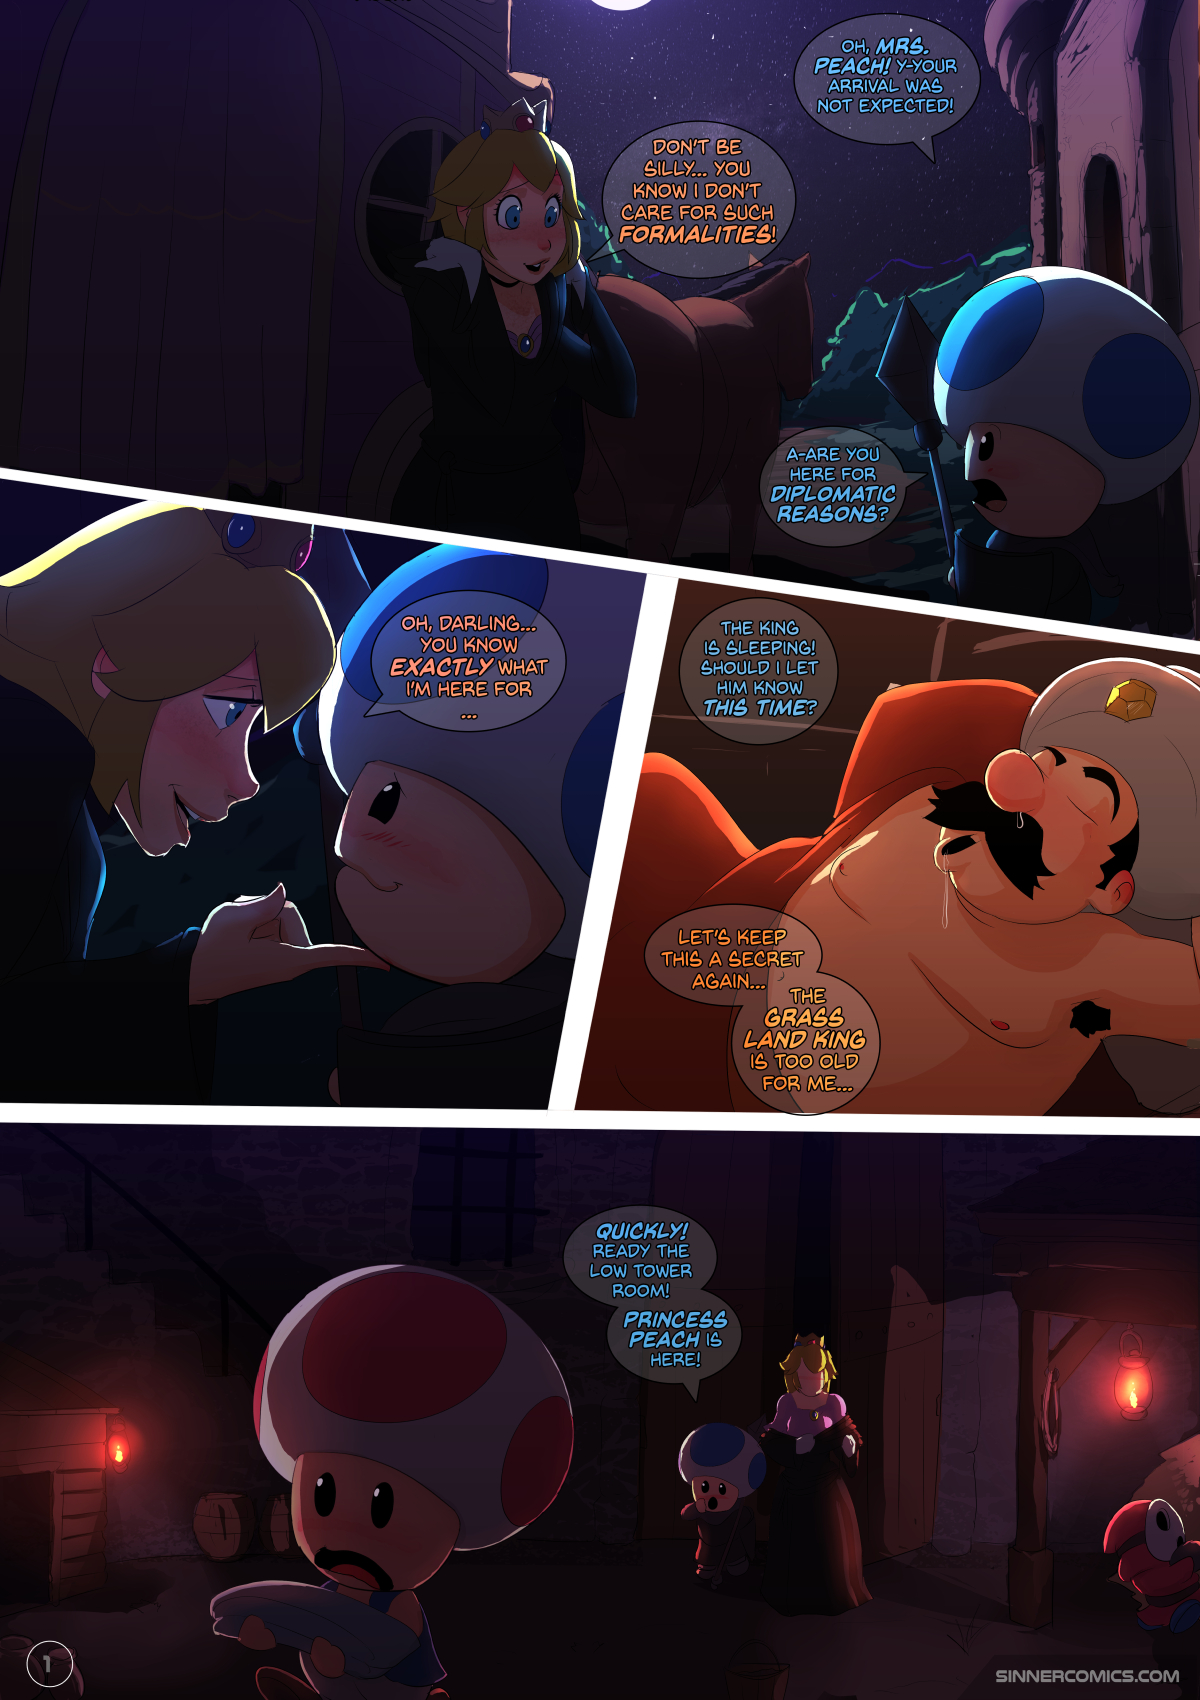 OH, MRS.
PEACH! Y-YOUR
ARRIVAL WAS
NOT EXPECTED!
DON'T BE
SILLY... YOU
KNOW I DON'T
CARE FOR SUCH
FORMALITIES!
A-ARE YOU
HERE FOR
DIPLOMATIC
REASONS?
OH, DARLING...
YOU KNOW
EXACTLY WHAT
I'M HERE FOR
...
THE KING
IS SLEEPING!
SHOULD I LET
HIM KNOW
THIS TIME?
LET'S KEEP
THIS A SECRET
AGAIN...
THE
GRASS
LAND KING
IS TOO OLD
FOR ME...
QUICKLY!
READY THE
LOW TOWER
ROOM!
PRINCESS
PEACH IS
HERE!
1
SINNERCOMICS.COM